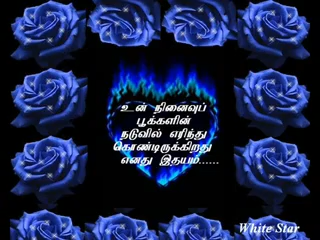 உன் நினைவுப்
பூக்களின்
நடுவில் எரிந்து
கொண்டிருக்கிறது
எனது இதயம்......
White Star